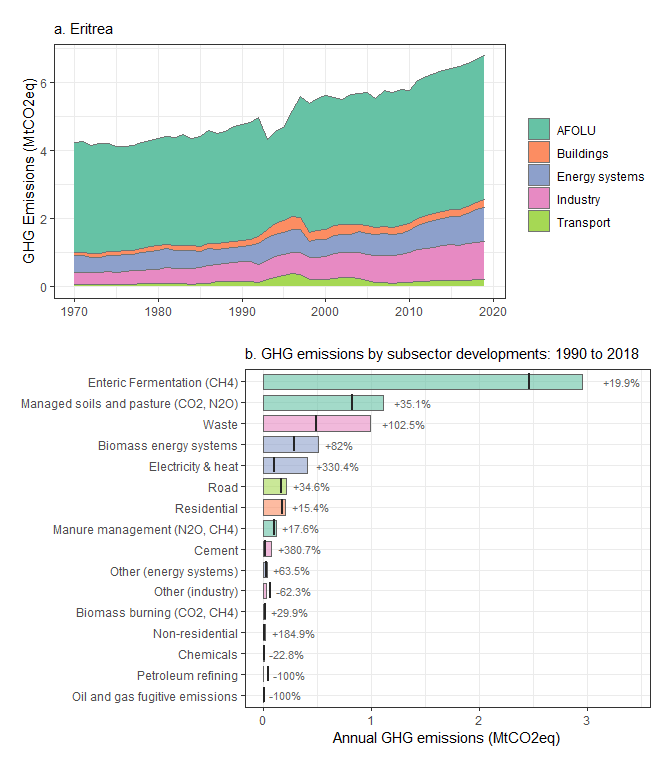 a. Eritrea
GHG Emissions (MtCO2eq)
6
4
2
0
1970
1980
1990
2000
2010
2020
AFOLU
Buildings
Energy systems
Industry
Transport
b. GHG emissions by subsector developments: 1990 to 2018
Enteric Fermentation (CH4)
+19.9%
Managed soils and pasture (CO2, N2O)
+35.1%
Waste
+102.5%
Biomass energy systems
+82%
Electricity & heat
+330.4%
Road
+34.6%
Residential
+15.4%
Manure management (N2O, CH4)
+17.6%
Cement
+380.7%
Other (energy systems)
+63.5%
Other (industry)
-62.3%
Biomass burning (CO2, CH4)
+29.9%
Non-residential
+184.9%
Chemicals
-22.8%
Petroleum refining
-100%
Oil and gas fugitive emissions
-100%
0
1
2
3
Annual GHG emissions (MtCO2eq)